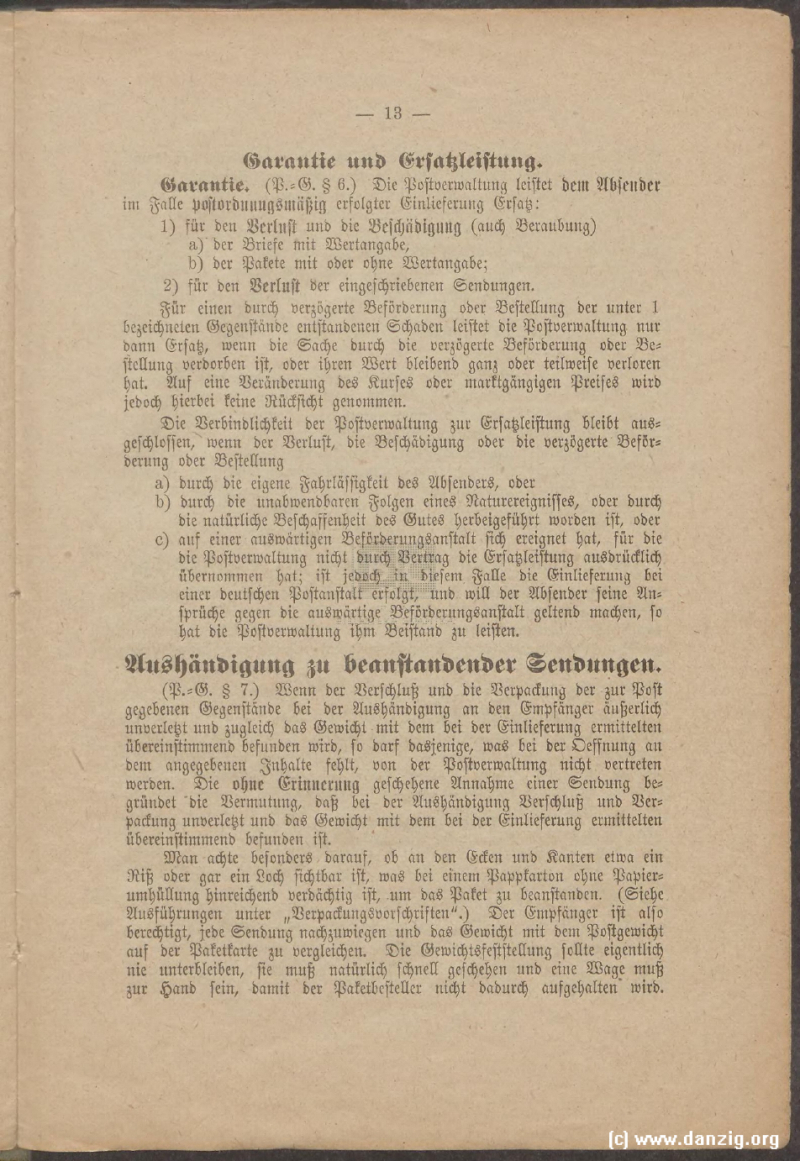 — 13 —
Garantie und Ersatzleistung.
Garantie. (P.-G. § 6.) Die Postverwaltung leistet dem Absender
im Falle postordnungsmäßig erfolgter Einlieferung Ersatz:
1) für den Verlust und die Beschädigung (auch Beraubung)
a) der Briefe mit Wertangabe,
b) der Pakete mit oder ohne Wertangabe;
2) für den Verlust der eingeschriebenen Sendungen.
Für einen durch verzögerte Beförderung oder Bestellung der unter 1
bezeichneten Gegenstände entstandenen Schaden leistet die Postverwaltung nur
dann Ersatz, wenn die Sache durch die verzögerte Beförderung oder Be-
stellung verdorben ist, oder ihren Wert bleibend ganz oder teilweise verloren
hat. Auf eine Veränderung des Kurses oder marktgängigen Preises wird
jedoch hierbei keine Rücksicht genommen.
Die Verbindlichkeit der Postverwaltung zur Ersatzleistung bleibt aus-
geschlossen, wenn der Verlust, die Beschädigung oder die verzögerte Beför-
derung oder Bestellung
a) durch die eigene Fahrlässigkeit des Absenders, oder
b) durch die unabwendbaren Folgen eines Naturereignisses, oder durch
die natürliche Beschaffenheit des Gutes herbeigeführt worden ist, oder
c) auf einer auswärtigen Beförderungsanstalt sich ereignet hat, für die
die Postverwaltung nicht durch Vertrag die Ersatzleistung ausdrücklich
übernommen hat; ist jedoch in diesem Falle die Einlieferung bei
einer deutschen Postanstalt erfolgt, und will der Absender seine An-
sprüche gegen die auswärtige Beförderungsanstalt geltend machen, so
hat die Postverwaltung ihm Beistand zu leisten.
Aushändigung zu beanstandender Sendungen.
(P.-G. § 7.) Wenn der Verschluß und die Verpackung der zur Post
gegebenen Gegenstände bei der Aushändigung an den Empfänger äußerlich
unverletzt und zugleich das Gewicht mit dem bei der Einlieferung ermittelten
übereinstimmend befunden wird, so darf dasjenige, was bei der Oeffnung an
dem angegebenen Inhalte fehlt, von der Postverwaltung nicht vertreten
werden. Die ohne Erinnerung geschehene Annahme einer Sendung be-
gründet die Vermutung, daß bei der Aushändigung Verschluß und Ver-
packung unverletzt und das Gewicht mit dem bei der Einlieferung ermittelten
übereinstimmend befunden ist.
Man achte besonders darauf, ob an den Ecken und Kanten etwa ein
Riß oder gar ein Loch sichtbar ist, was bei einem Pappkarton ohne Papier-
umhüllung hinreichend verdächtig ist, um das Paket zu beanstanden. (Siehe
Ausführungen unter „Verpackungsvorschriften“.) Der Empfänger ist also
berechtigt, jede Sendung nachzuwiegen und das Gewicht mit dem Postgewicht
auf der Paketkarte zu vergleichen. Die Gewichtsfeststellung sollte eigentlich
nie unterbleiben, sie muß natürlich schnell geschehen und eine Wage muß
zur Hand sein, damit der Paketbesteller nicht dadurch aufgehalten wird.
(c) www.danzig.org